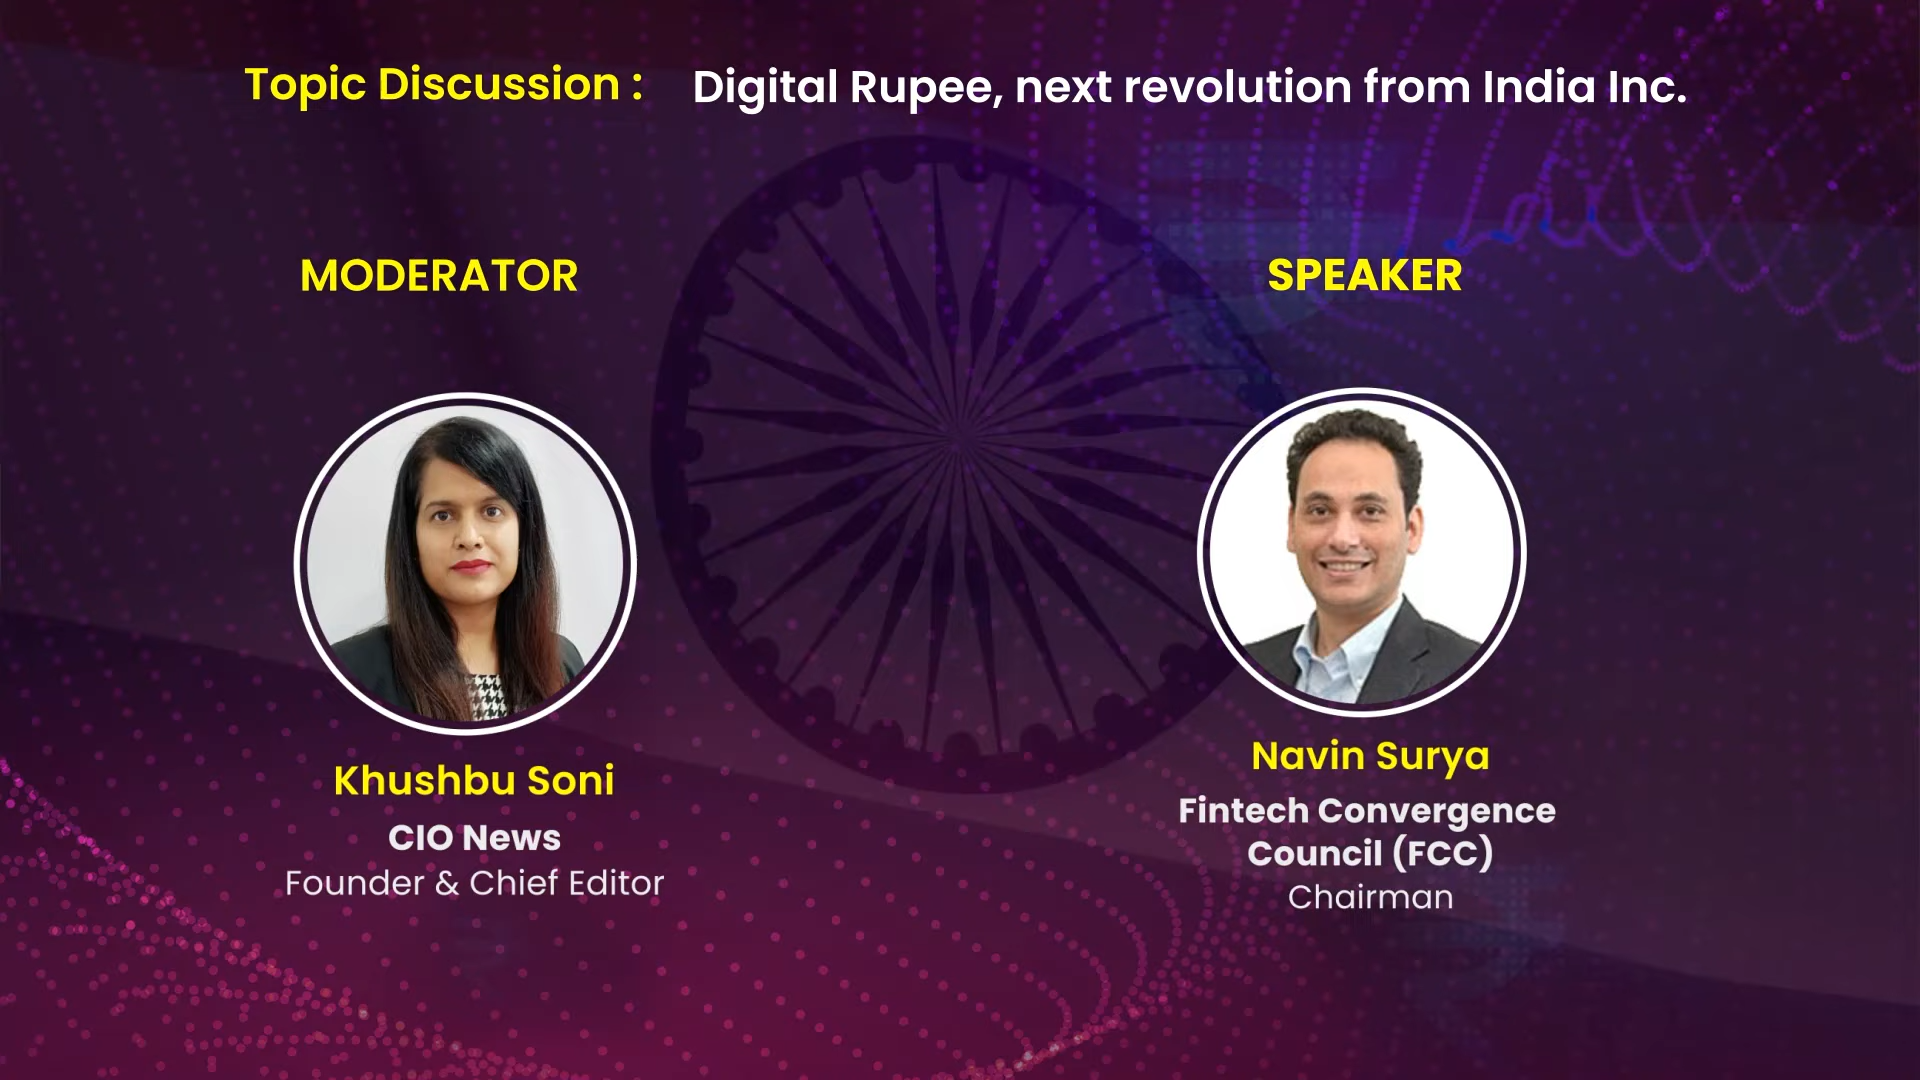 Topic Discussion : Digital Rupee, next revolution from India Inc.
MODERATOR
Khushbu Soni
CIO News
Founder & Chief Editor
SPEAKER
Navin Surya
Fintech Convergence
Council (FCC)
Chairman